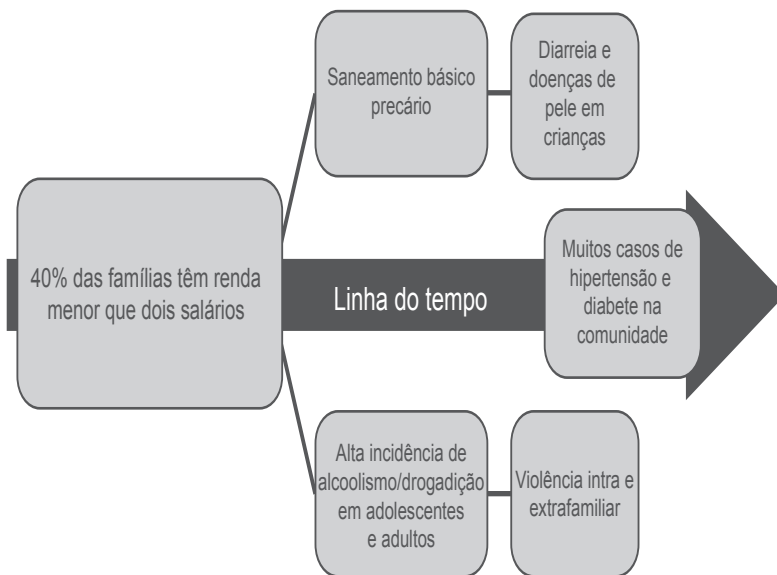 Saneamento básico
precário
Diarreia e
doenças de
pele em
crianças
40% das famílias têm renda
menor que dois salários
Linha do tempo
Muitos casos de
hipertensão e
diabete na
comunidade
Alta incidência de
alcoolismo/drogadição
em adolescentes
e adultos
Violência intra e
extrafamiliar